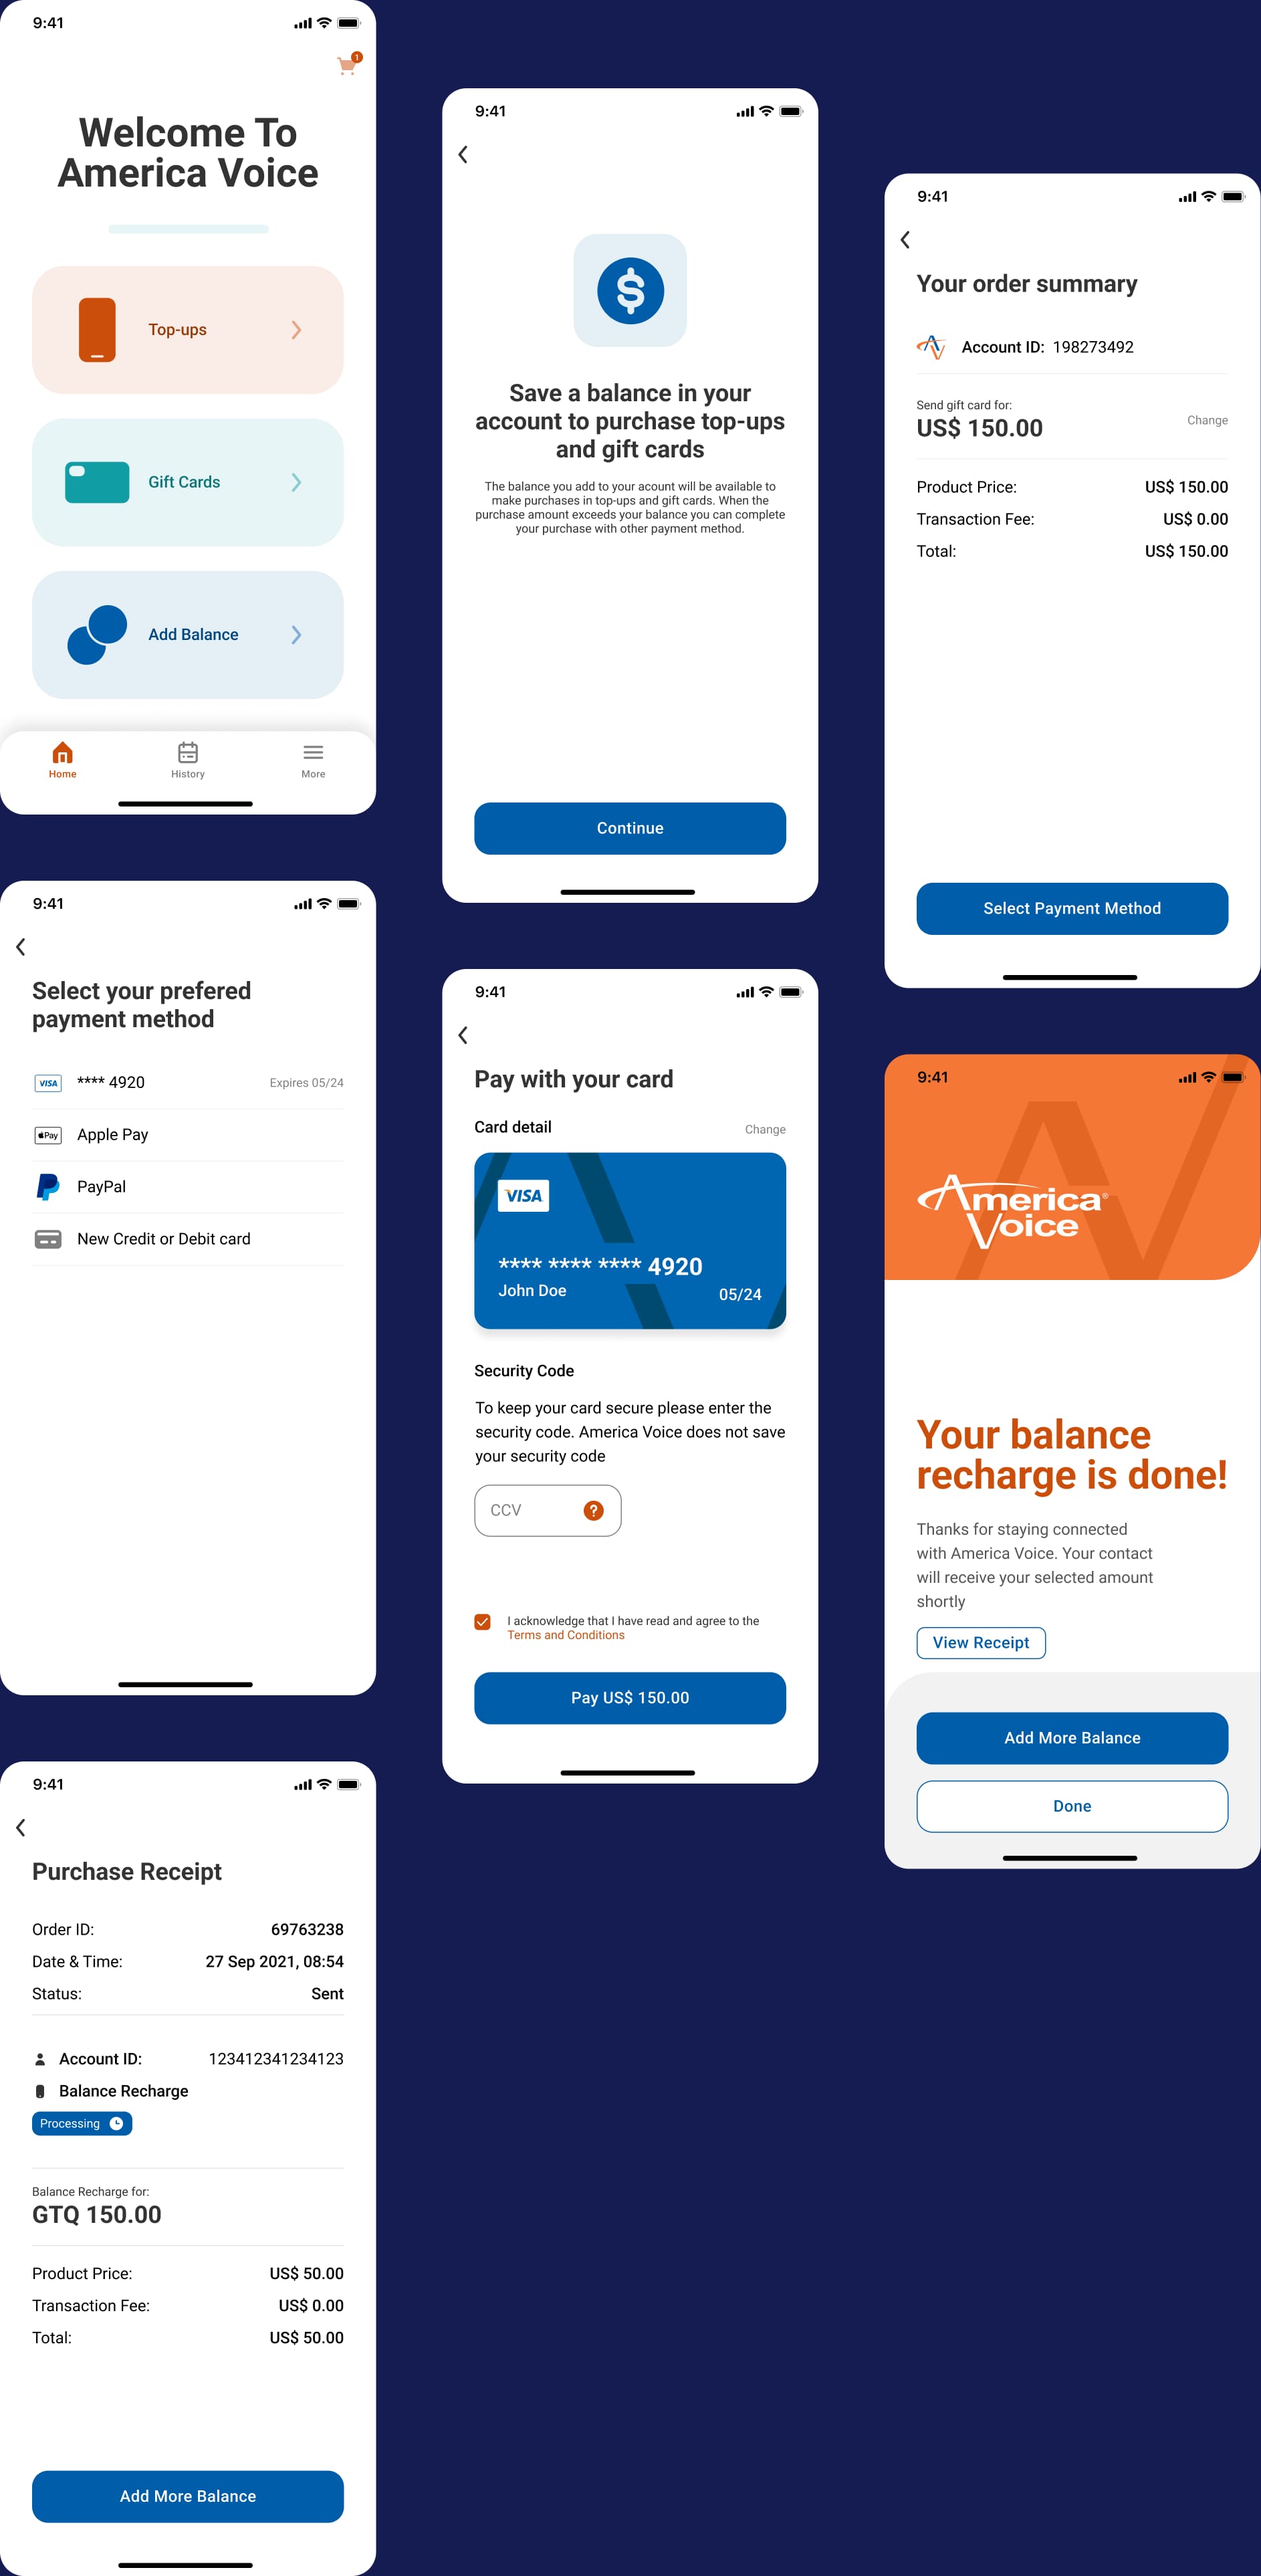 9:41
1
Welcome To
America Voice
Top-ups
Gift Cards
Add Balance
Home
History
More
9:41
Save a balance in your
account to purchase top-ups
and gift cards
The balance you add to your acount will be available to
make purchases in top-ups and gift cards. When the
purchase amount exceeds your balance you can complete
your purchase with other payment method.
Continue
9:41
Your order summary
Account ID: 198273492
Send gift card for:
US$ 150.00
Change
Product Price: US$ 150.00
Transaction Fee: US$ 0.00
Total: US$ 150.00
Select Payment Method
9:41
Select your prefered
payment method
VISA **** 4920 Expires 05/24
Pay Apple Pay
PayPal
New Credit or Debit card
9:41
Pay with your card
Card detail Change
VISA
**** **** **** 4920
John Doe 05/24
Security Code
To keep your card secure please enter the
security code. America Voice does not save
your security code
CCV ?
I acknowledge that I have read and agree to the
Terms and Conditions
Pay US$ 150.00
9:41
America®
Voice
Your balance
recharge is done!
Thanks for staying connected
with America Voice. Your contact
will receive your selected amount
shortly
View Receipt
Add More Balance
Done
9:41
Purchase Receipt
Order ID: 69763238
Date & Time: 27 Sep 2021, 08:54
Status: Sent
Account ID: 123412341234123
Balance Recharge
Processing
Balance Recharge for:
GTQ 150.00
Product Price: US$ 50.00
Transaction Fee: US$ 0.00
Total: US$ 50.00
Add More Balance